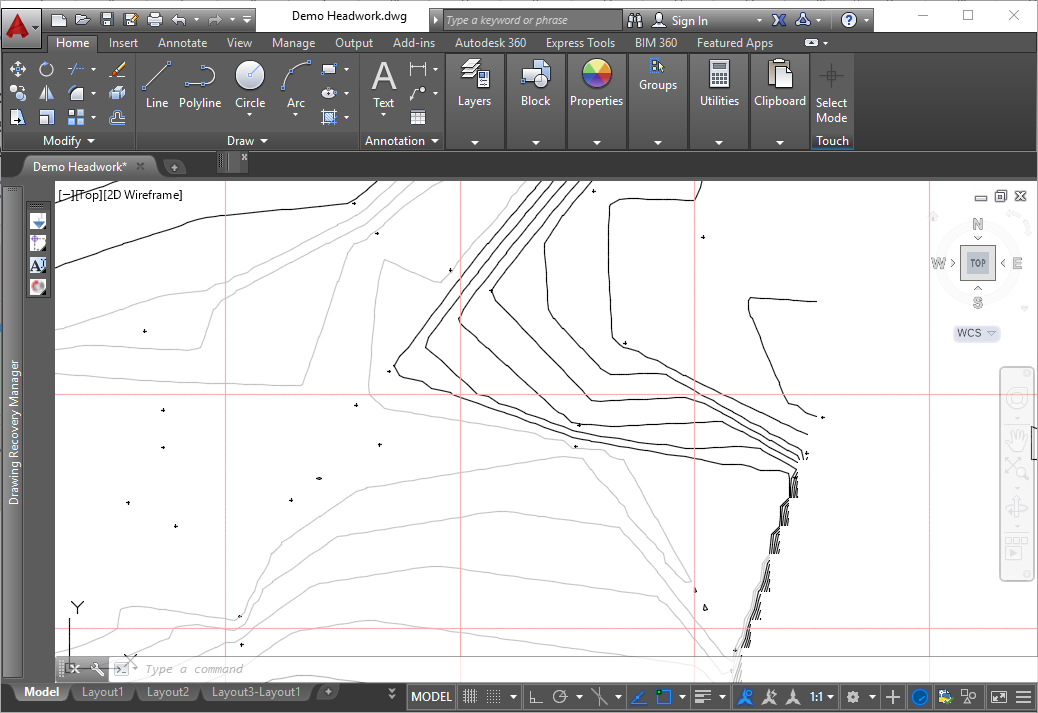 Demo Headwork.dwg
Type a keyword or phrase
Sign In
Home Insert Annotate View Manage Output Add-ins Autodesk 360 Express Tools BIM 360 Featured Apps
Line Polyline Circle Arc
Text
Layers
Block
Properties
Groups
Utilities
Clipboard
Select
Mode
Modify Draw Annotation Touch
Demo Headwork*
[−][Top][2D Wireframe]
N
W TOP E
S
WCS
Drawing Recovery Manager
Y
Type a command
Model Layout1 Layout2 Layout3-Layout1
MODEL 1:1